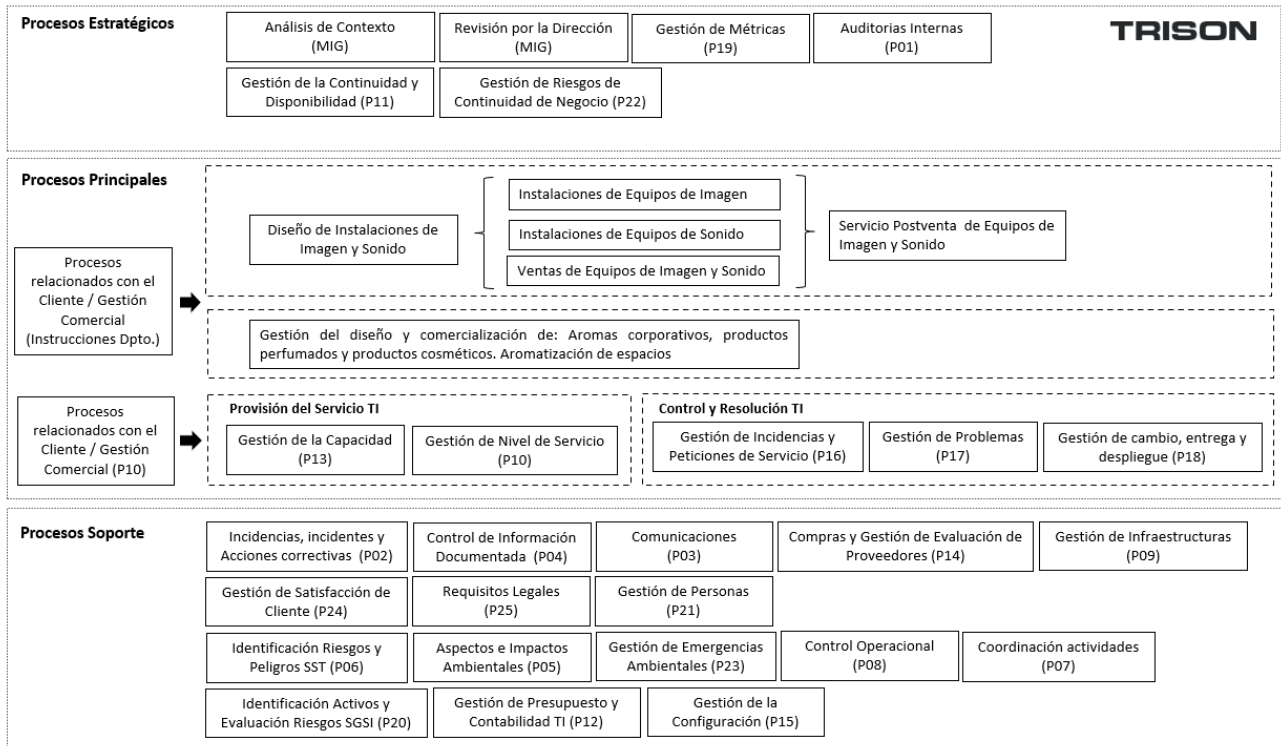 Procesos Estratégicos
TRISON
Análisis de Contexto
(MIG)
Revisión por la Dirección
(MIG)
Gestión de Métricas
(P19)
Auditorias Internas
(P01)
Gestión de la Continuidad y
Disponibilidad (P11)
Gestión de Riesgos de
Continuidad de Negocio (P22)
Procesos Principales
Procesos
relacionados con el
Cliente / Gestión
Comercial
(Instrucciones Dpto.)
Diseño de Instalaciones de
Imagen y Sonido
Instalaciones de Equipos de Imagen
Instalaciones de Equipos de Sonido
Ventas de Equipos de Imagen y Sonido
Servicio Postventa de Equipos de
Imagen y Sonido
Gestión del diseño y comercialización de: Aromas corporativos, productos
perfumados y productos cosméticos. Aromatización de espacios
Procesos
relacionados con el
Cliente / Gestión
Comercial (P10)
Provisión del Servicio TI
Gestión de la Capacidad
(P13)
Gestión de Nivel de Servicio
(P10)
Control y Resolución TI
Gestión de Incidencias y
Peticiones de Servicio (P16)
Gestión de Problemas
(P17)
Gestión de cambio, entrega y
despliegue (P18)
Procesos Soporte
Incidencias, incidentes y
Acciones correctivas (P02)
Control de Información
Documentada (P04)
Comunicaciones
(P03)
Compras y Gestión de Evaluación de
Proveedores (P14)
Gestión de Infraestructuras
(P09)
Gestión de Satisfacción de
Cliente (P24)
Requisitos Legales
(P25)
Gestión de Personas
(P21)
Identificación Riesgos y
Peligros SST (P06)
Aspectos e Impactos
Ambientales (P05)
Gestión de Emergencias
Ambientales (P23)
Control Operacional
(P08)
Coordinación actividades
(P07)
Identificación Activos y
Evaluación Riesgos SGSI (P20)
Gestión de Presupuesto y
Contabilidad TI (P12)
Gestión de la
Configuración (P15)